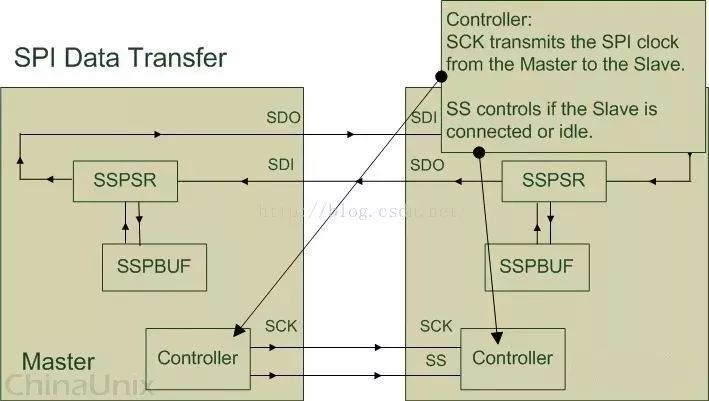 SPI Data Transfer
Controller:
SCK transmits the SPI clock
from the Master to the Slave.
SS controls if the Slave is
connected or idle.
SDO
SDI
SDI
SDO
SSPSR
SSPSR
http://blog.csdn.net/
SSPBUF
SSPBUF
SCK
SCK
Master
Controller
SS
Controller
ChinaUnix